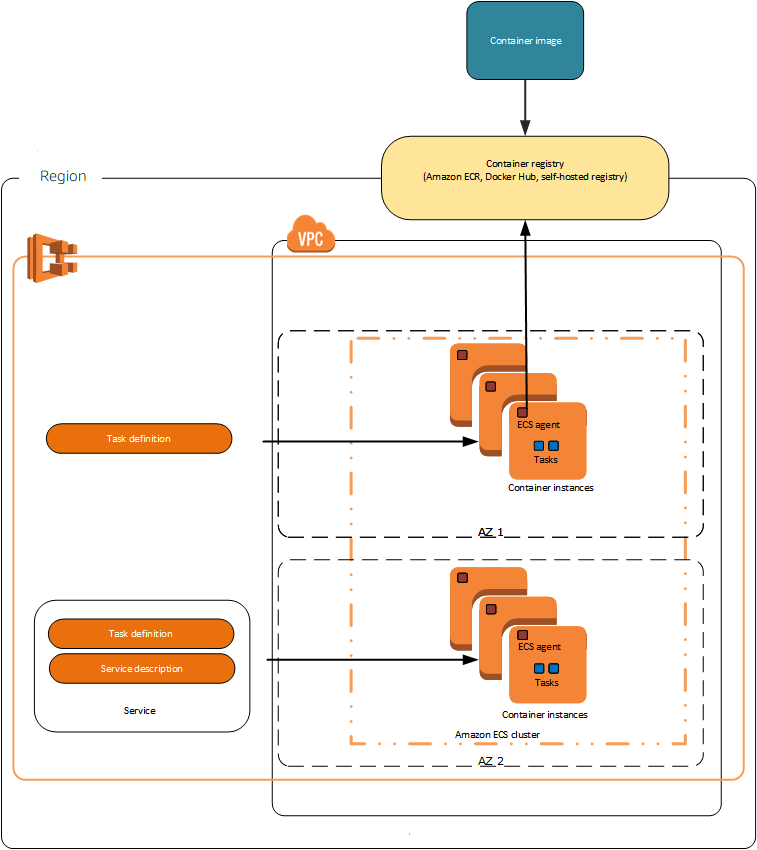 Container image
Container registry
(Amazon ECR, Docker Hub, self-hosted registry)
Region
VPC
ECS agent
Task definition
Tasks
Container instances
AZ 1
Task definition
ECS agent
Service description
Tasks
Service
Container instances
Amazon ECS cluster
AZ 2